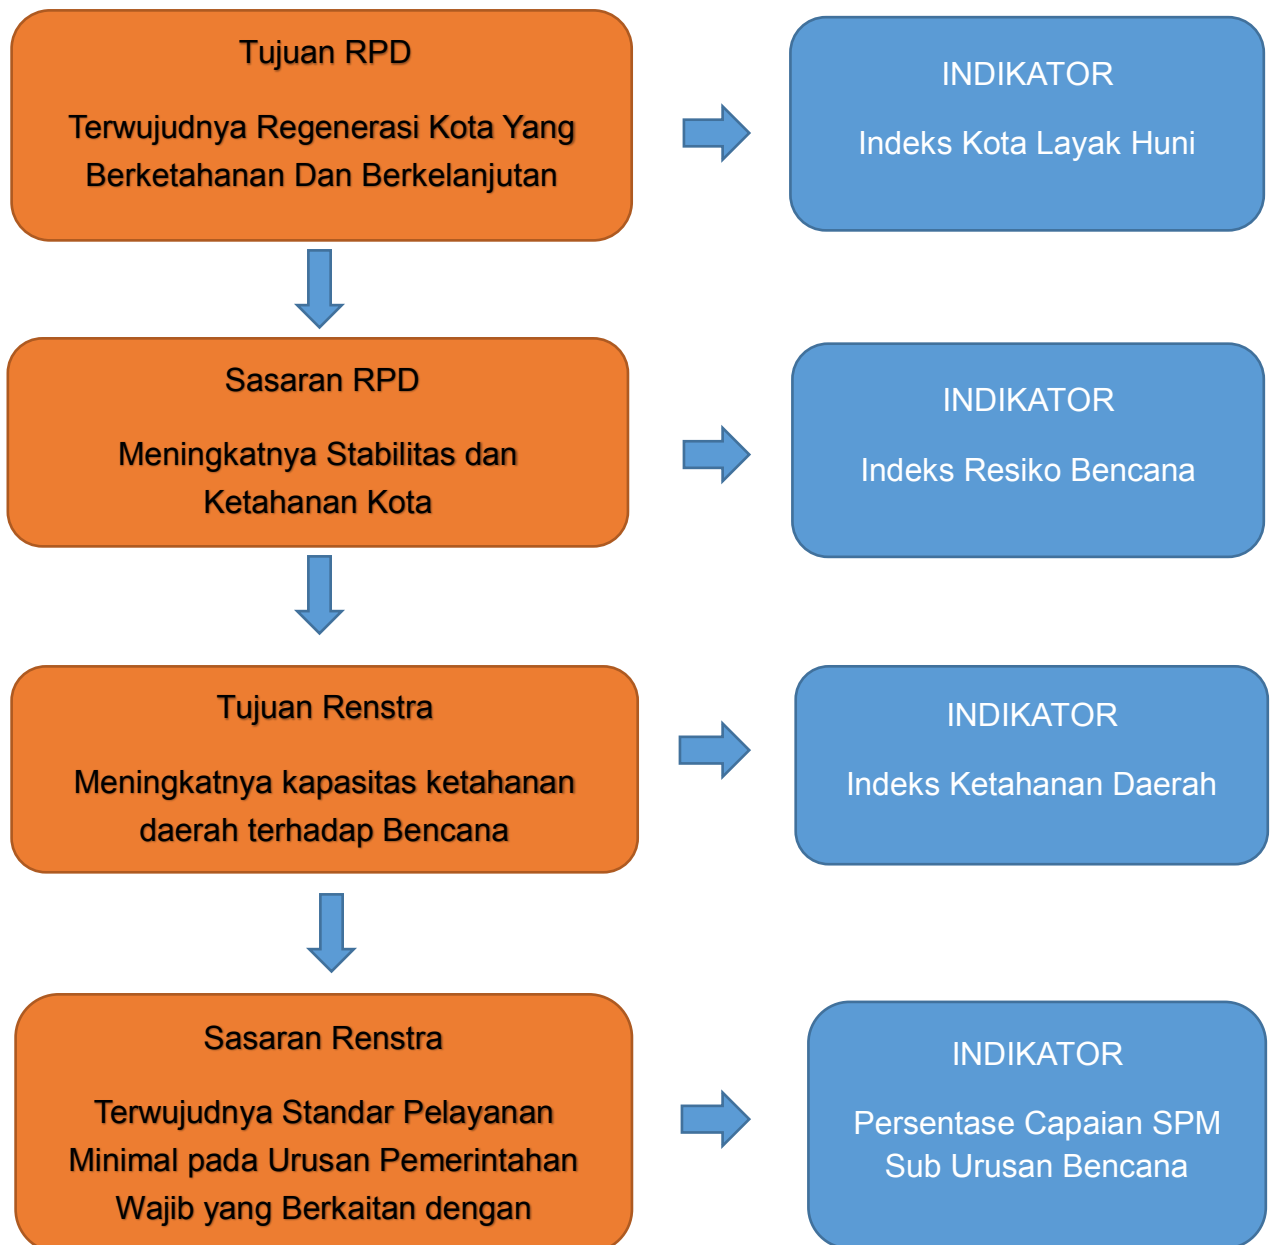 Tujuan RPD
Terwujudnya Regenerasi Kota Yang
Berketahanan Dan Berkelanjutan
INDIKATOR
Indeks Kota Layak Huni
Sasaran RPD
Meningkatnya Stabilitas dan
Ketahanan Kota
INDIKATOR
Indeks Resiko Bencana
Tujuan Renstra
Meningkatnya kapasitas ketahanan
daerah terhadap Bencana
INDIKATOR
Indeks Ketahanan Daerah
Sasaran Renstra
Terwujudnya Standar Pelayanan
Minimal pada Urusan Pemerintahan
Wajib yang Berkaitan dengan
INDIKATOR
Persentase Capaian SPM
Sub Urusan Bencana